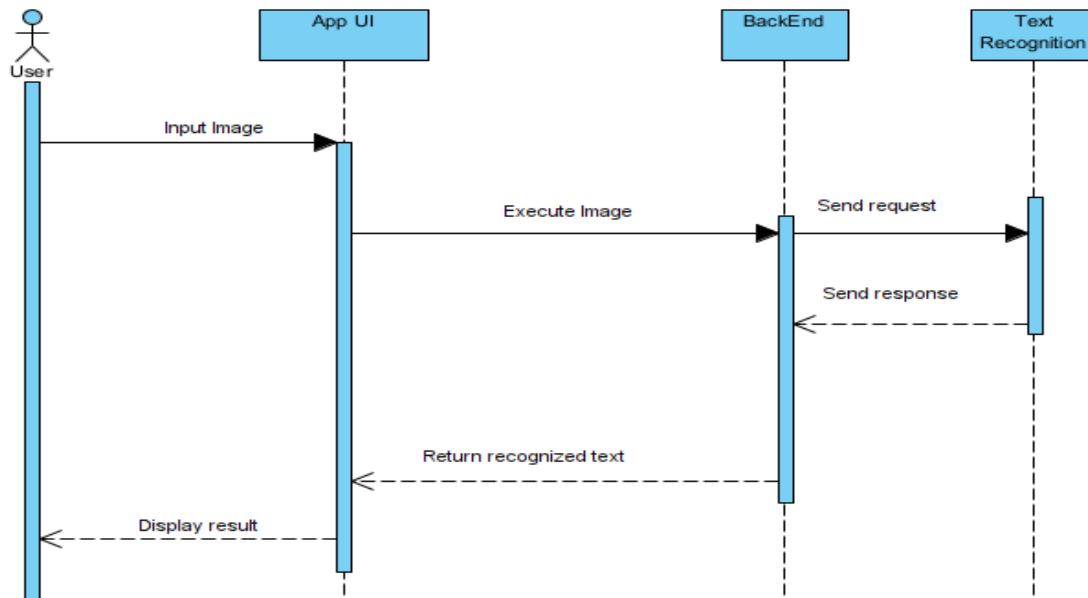 App UI
BackEnd
Text
Recognition
User
Input Image
Execute Image
Send request
Send response
Return recognized text
Display result